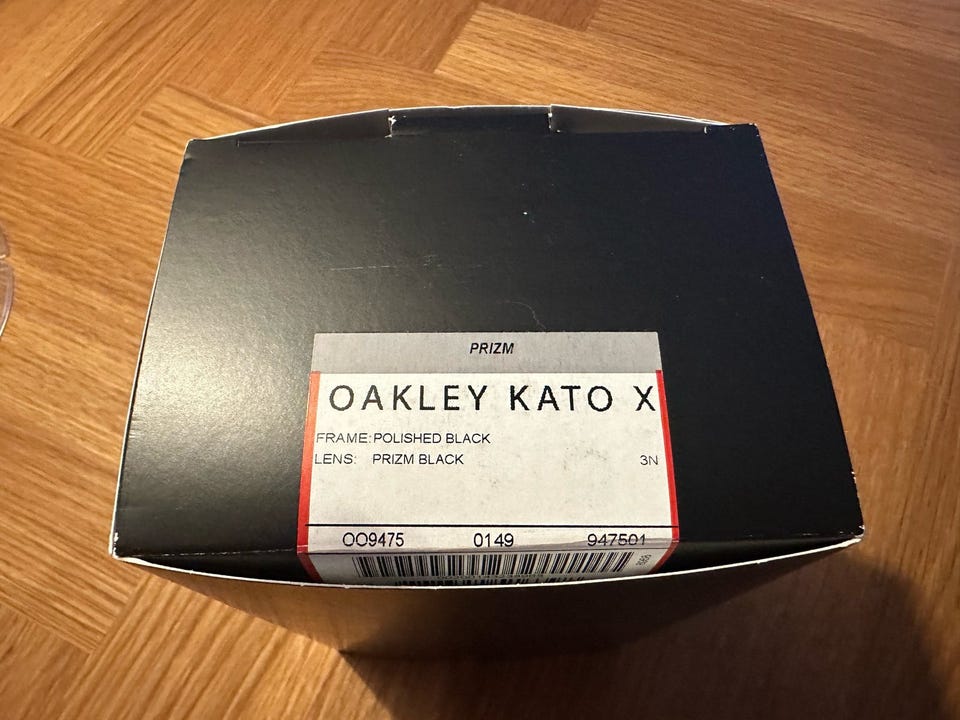 PRIZM
OAKLEY KATO X
FRAME: POLISHED BLACK
LENS: PRIZM BLACK 3N
OO9475 0149 947501